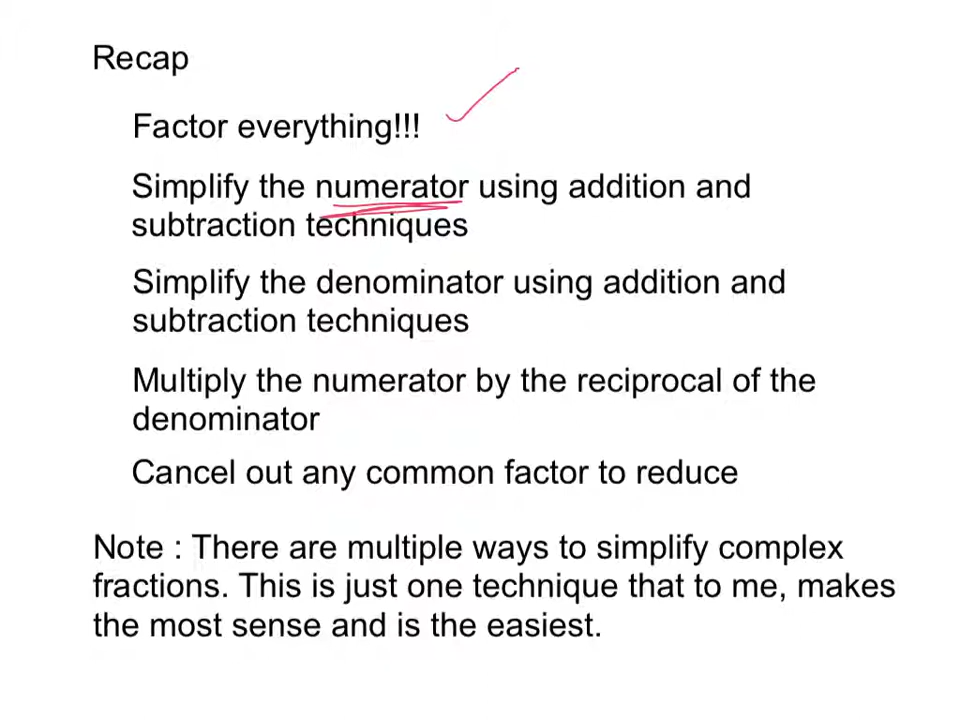 Recap
Factor everything!!!
Simplify the numerator using addition and
subtraction techniques
Simplify the denominator using addition and
subtraction techniques
Multiply the numerator by the reciprocal of the
denominator
Cancel out any common factor to reduce
Note : There are multiple ways to simplify complex
fractions. This is just one technique that to me, makes
the most sense and is the easiest.